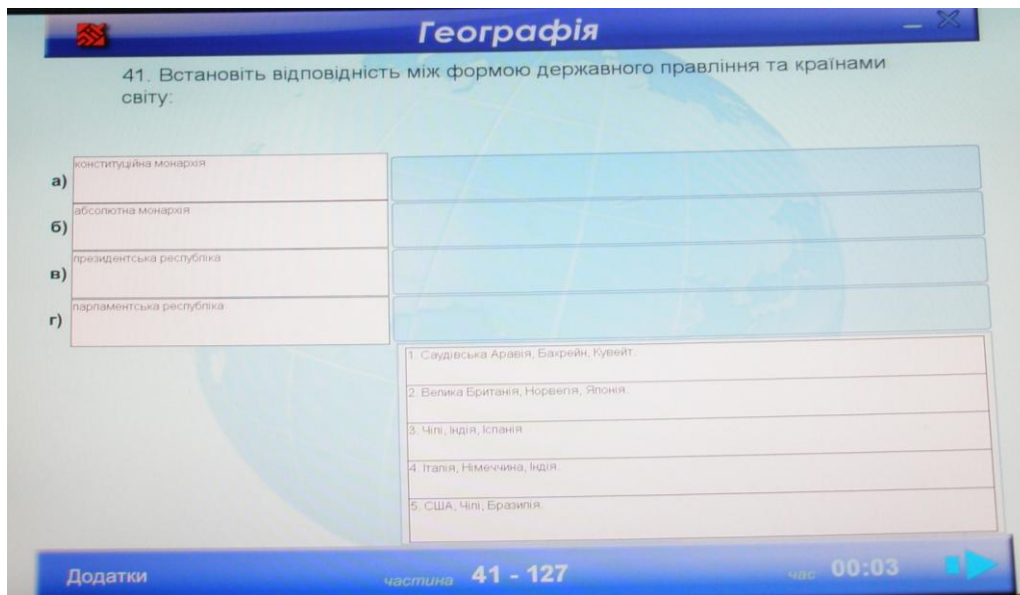 Географія
41. Встановіть відповідність між формою державного правління та країнами
світу:
а) конституційна монархія
б) абсолютна монархія
в) президентська республіка
г) парламентська республіка
1. Саудівська Аравія, Бахрейн, Кувейт.
2. Велика Британія, Норвегія, Японія.
3. Чілі, Індія, Іспанія
4. Італія, Німеччина, Індія.
5. США, Чілі, Бразилія.
Додатки
частина 41 - 127
час 00:03